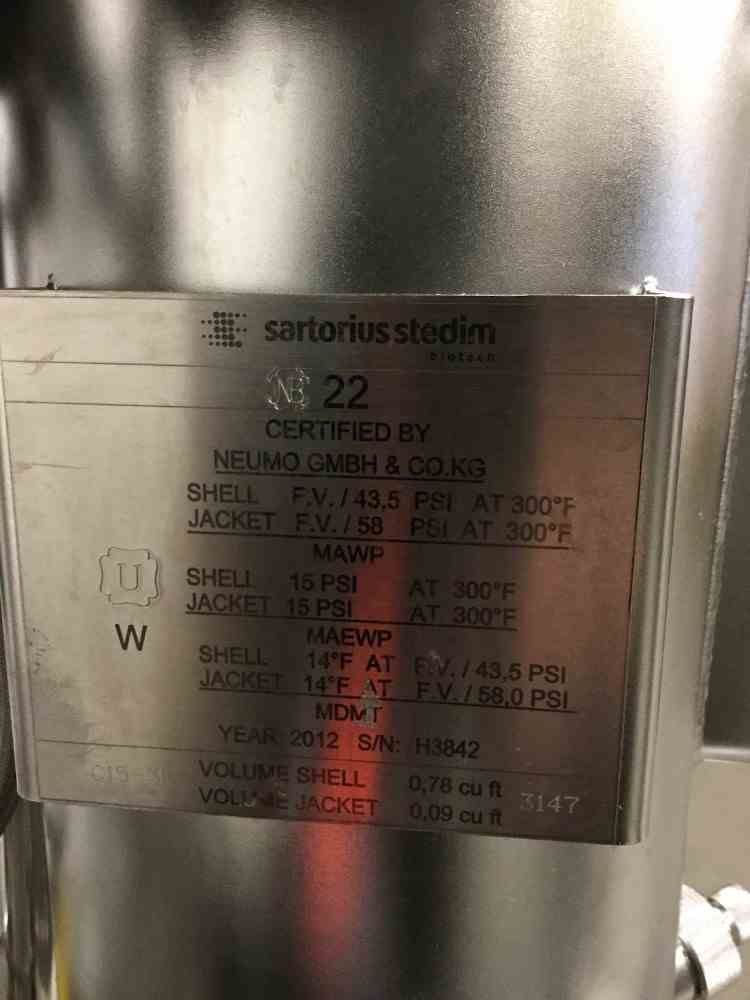 sartorius stedim
biotech
NB 22
CERTIFIED BY
NEUMO GMBH & CO.KG
SHELL F.V. / 43,5 PSI AT 300°F
JACKET F.V. / 58 PSI AT 300°F
MAWP
U
W
SHELL 15 PSI AT 300°F
JACKET 15 PSI AT 300°F
MAEWP
SHELL 14°F AT F.V. / 43,5 PSI
JACKET 14°F AT F.V. / 58,0 PSI
MDMT
YEAR 2012 S/N: H3842
VOLUME SHELL 0,78 cu ft
VOLUME JACKET 0,09 cu ft
3147